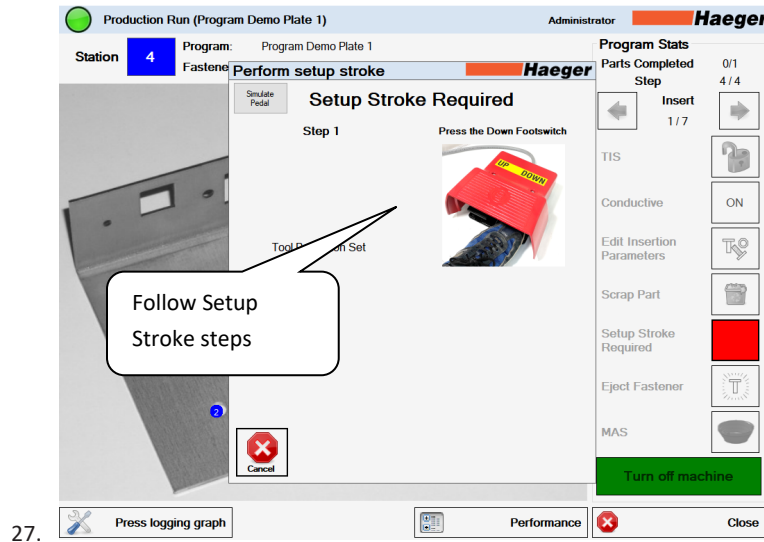 Production Run (Program Demo Plate 1)
Administrator
Haeger
Station
4
Program: Program Demo Plate 1
Fastene
Perform setup stroke
Haeger
Simulate
Pedal
Setup Stroke Required
Step 1
Press the Down Footswitch
UP DOWN
Tool P on Set
Follow Setup
Stroke steps
2
Cancel
Program Stats
Parts Completed 0/1
Step 4 / 4
Insert
1 / 7
TIS
Conductive
ON
Edit Insertion
Parameters
Scrap Part
Setup Stroke
Required
Eject Fastener
MAS
Turn off machine
Press logging graph
Performance
Close
27.